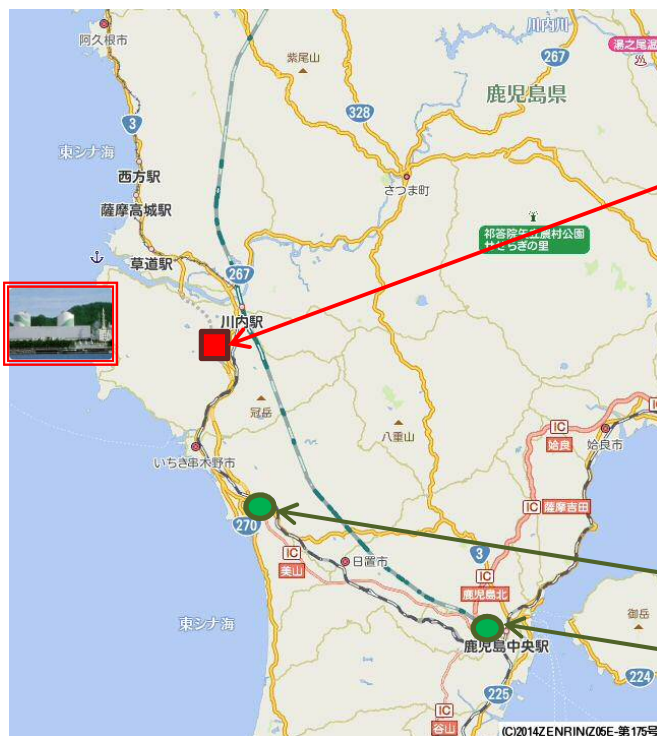 阿久根市
川内川
湯之尾温
267
紫尾山
鹿児島県
328
3
東シナ海
西方駅
さつま町
薩摩高城駅
草道駅
267
川内駅
冠岳
八重山
IC
姶良
姶良市
いちき串木野市
薩摩吉田
IC
270
IC
美山
日置市
3
IC
鹿児島北
御岳
東シナ海
鹿児島中央駅
224
225
IC
谷山
(C)2014ZENRIN(Z05E-第175号